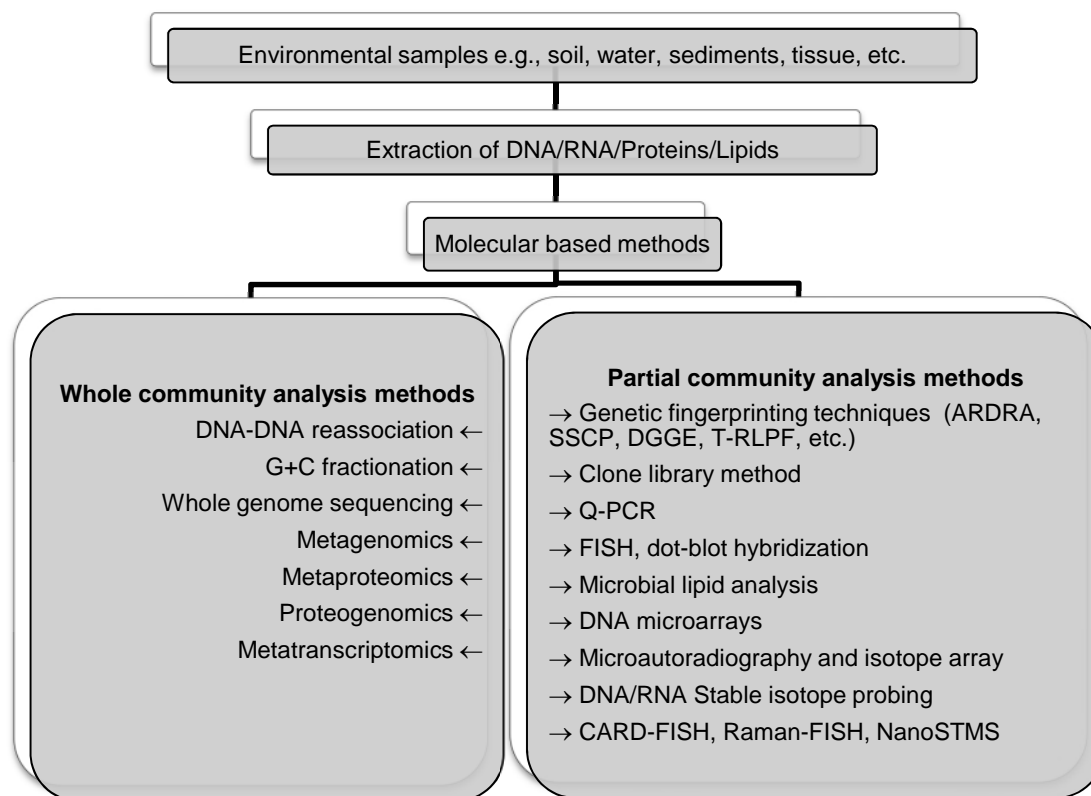 Environmental samples e.g., soil, water, sediments, tissue, etc.
Extraction of DNA/RNA/Proteins/Lipids
Molecular based methods
Whole community analysis methods
DNA-DNA reassociation ←
G+C fractionation ←
Whole genome sequencing ←
Metagenomics ←
Metaproteomics ←
Proteogenomics ←
Metatranscriptomics ←
Partial community analysis methods
→ Genetic fingerprinting techniques (ARDRA,
SSCP, DGGE, T-RLPF, etc.)
→ Clone library method
→ Q-PCR
→ FISH, dot-blot hybridization
→ Microbial lipid analysis
→ DNA microarrays
→ Microautoradiography and isotope array
→ DNA/RNA Stable isotope probing
→ CARD-FISH, Raman-FISH, NanoSTMS